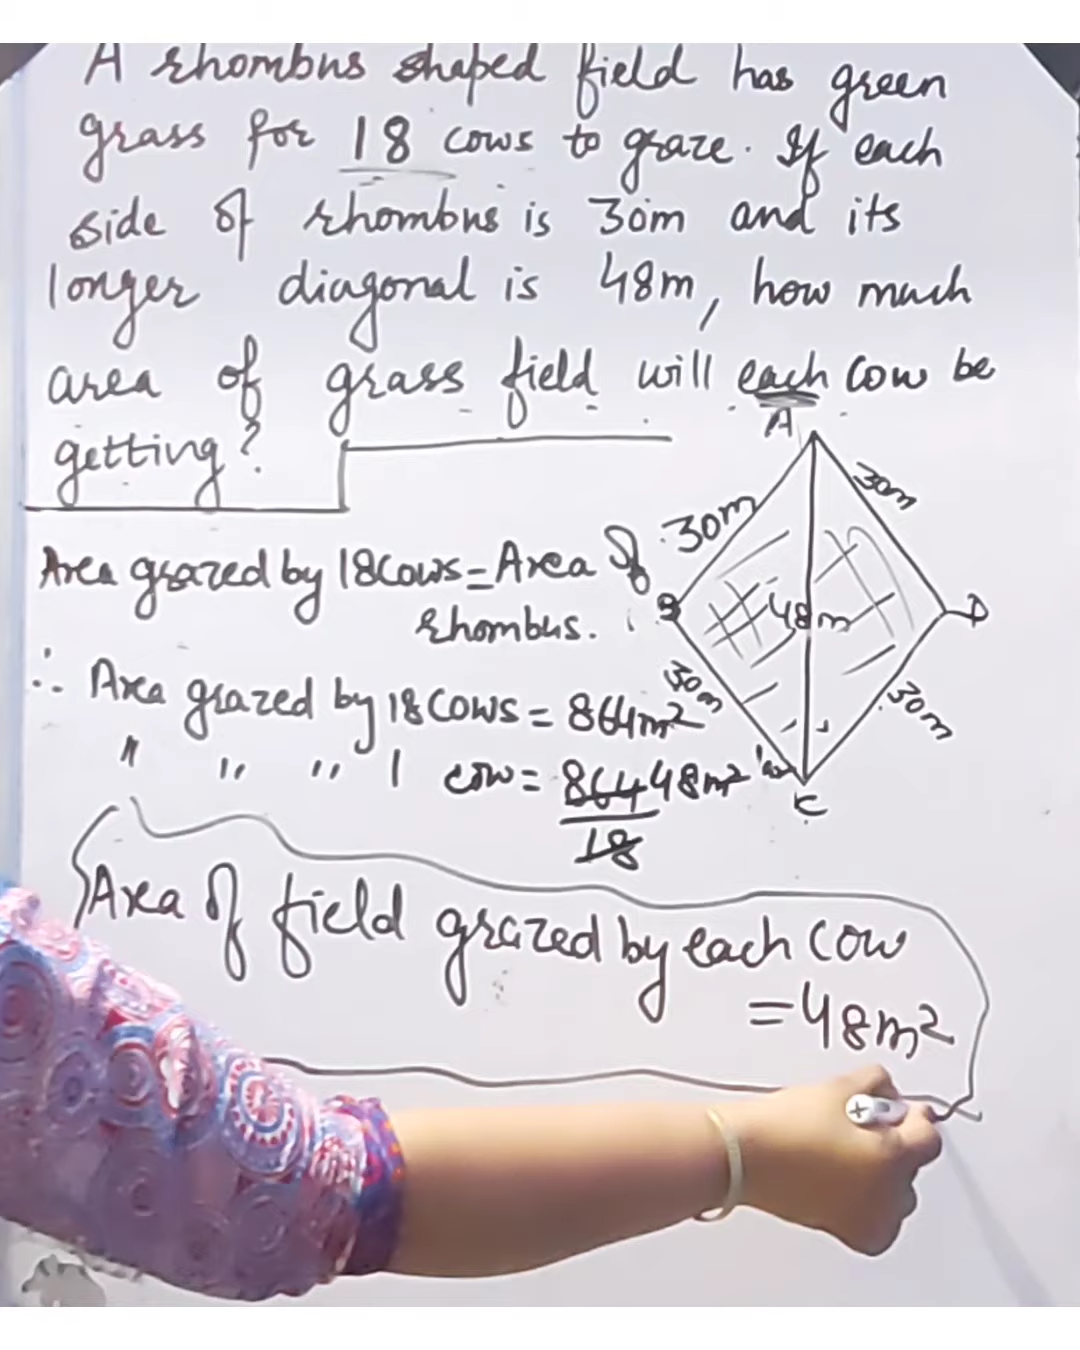 A rhombus shaped field has green
grass for 18 cows to graze. If each
side of rhombus is 30m and its
longer diagonal is 48m, how much
area of grass field will each cow be
getting?
A
30m
30m
B
48m
D
30m
30m
C
Area grazed by 18 cows = Area of
rhombus.
∴ Area grazed by 18 cows = 864m²
" " " 1 cow = 864 48m²
18
Area of field grazed by each cow
= 48m²